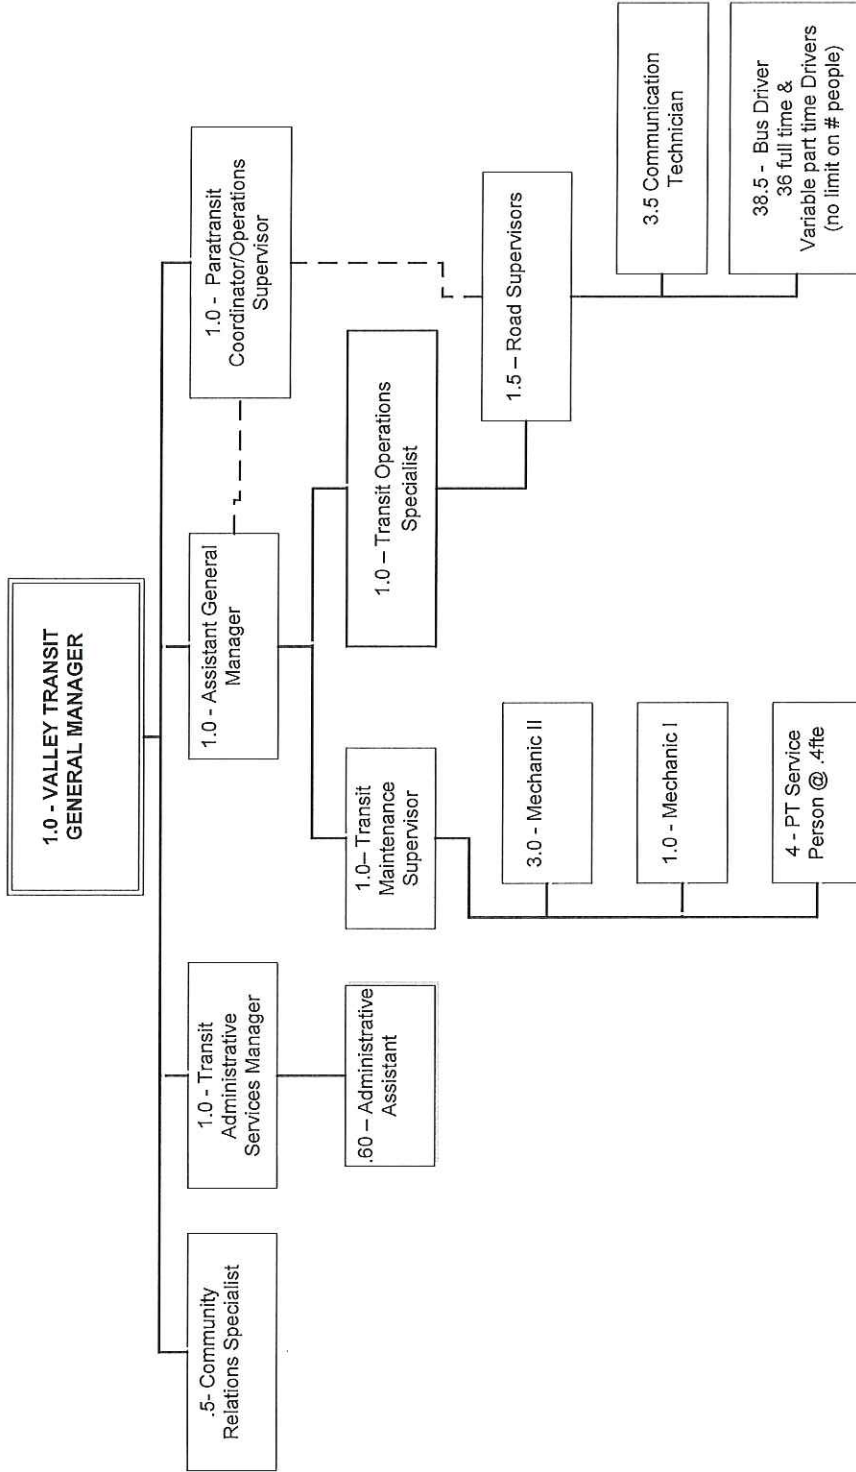 1.0 - VALLEY TRANSIT
GENERAL MANAGER
.5- Community
Relations Specialist
1.0 - Transit
Administrative
Services Manager
1.0 - Assistant General
Manager
1.0 - Paratransit
Coordinator/Operations
Supervisor
.60 – Administrative
Assistant
1.0– Transit
Maintenance
Supervisor
1.0 – Transit Operations
Specialist
3.0 - Mechanic II
1.0 - Mechanic I
4 - PT Service
Person @ .4fte
1.5 – Road Supervisors
3.5 Communication
Technician
38.5 - Bus Driver
36 full time &
Variable part time Drivers
(no limit on # people)